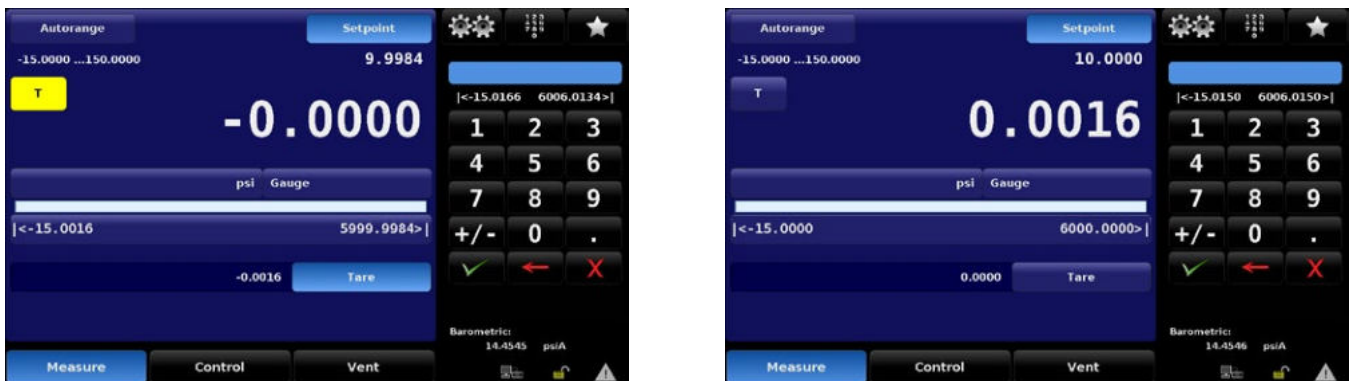 Autorange Setpoint
-15.0000 ...150.0000 9.9984
T
-0.0000
psi Gauge
|<-15.0016 5999.9984>|
-0.0016 Tare
Measure Control Vent
|<-15.0166 6006.0134>|
1 2 3
4 5 6
7 8 9
+/- 0 .
X
Barometric:
14.4545 psiA
Autorange Setpoint
-15.0000 ...150.0000 10.0000
T
0.0016
psi Gauge
|<-15.0000 6000.0000>|
0.0000 Tare
Measure Control Vent
|<-15.0150 6006.0150>|
1 2 3
4 5 6
7 8 9
+/- 0 .
X
Barometric:
14.4546 psiA